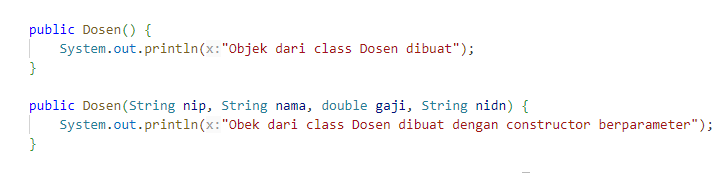 public Dosen() {
System.out.println(x:"Objek dari class Dosen dibuat");
}
public Dosen(String nip, String nama, double gaji, String nidn) {
System.out.println(x:"Obek dari class Dosen dibuat dengan constructor berparameter");
}